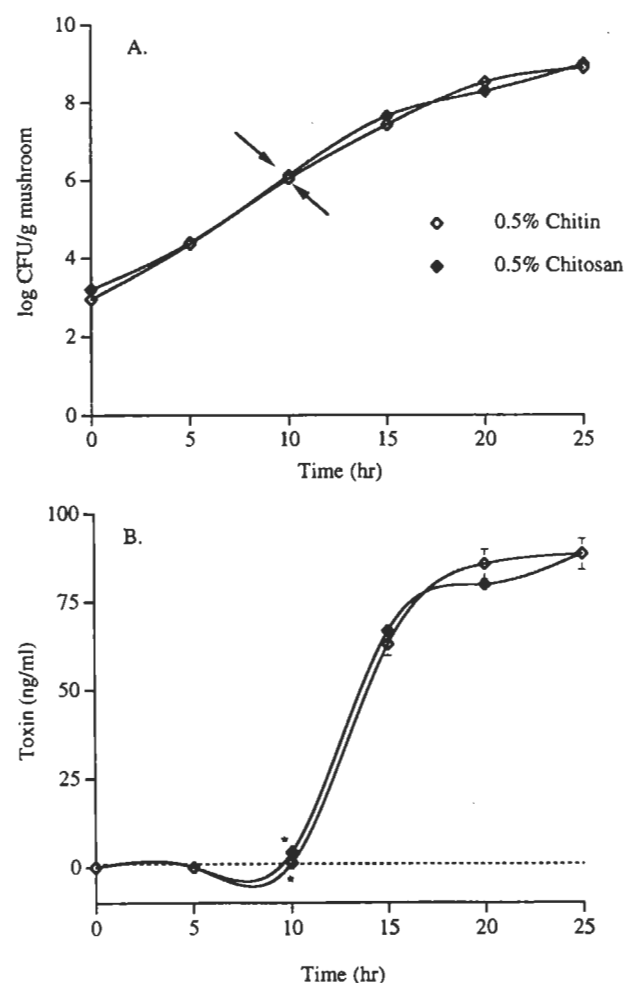 A.
10
8
6
4
2
0
log CFU/g mushroom
0.5% Chitin
0.5% Chitosan
0 5 10 15 20 25
Time (hr)
B.
100
75
50
25
0
Toxin (ng/ml)
*
*
0 5 10 15 20 25
Time (hr)